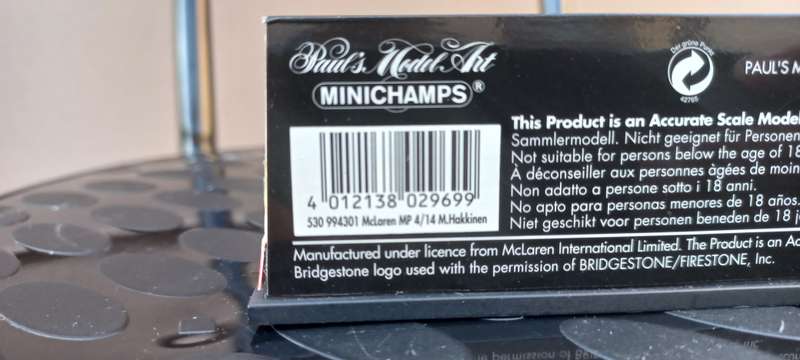 Paul's Model Art
MINICHAMPS®
Der grüne Punkt
42765
PAUL'S M
4 012138 029699
530 994301 McLaren MP 4/14 M.Hakkinen
This Product is an Accurate Scale Model
Sammlermodell. Nicht geeignet für Personen
Not suitable for persons below the age of 18
À déconseiller aux personnes âgées de moin
Non adatto a persone sotto i 18 anni.
No apto para personas menores de 18 años.
Niet geschikt voor personen beneden de 18 j
Manufactured under licence from McLaren International Limited. The Product is an Ac
Bridgestone logo used with the permission of BRIDGESTONE/FIRESTONE, Inc.